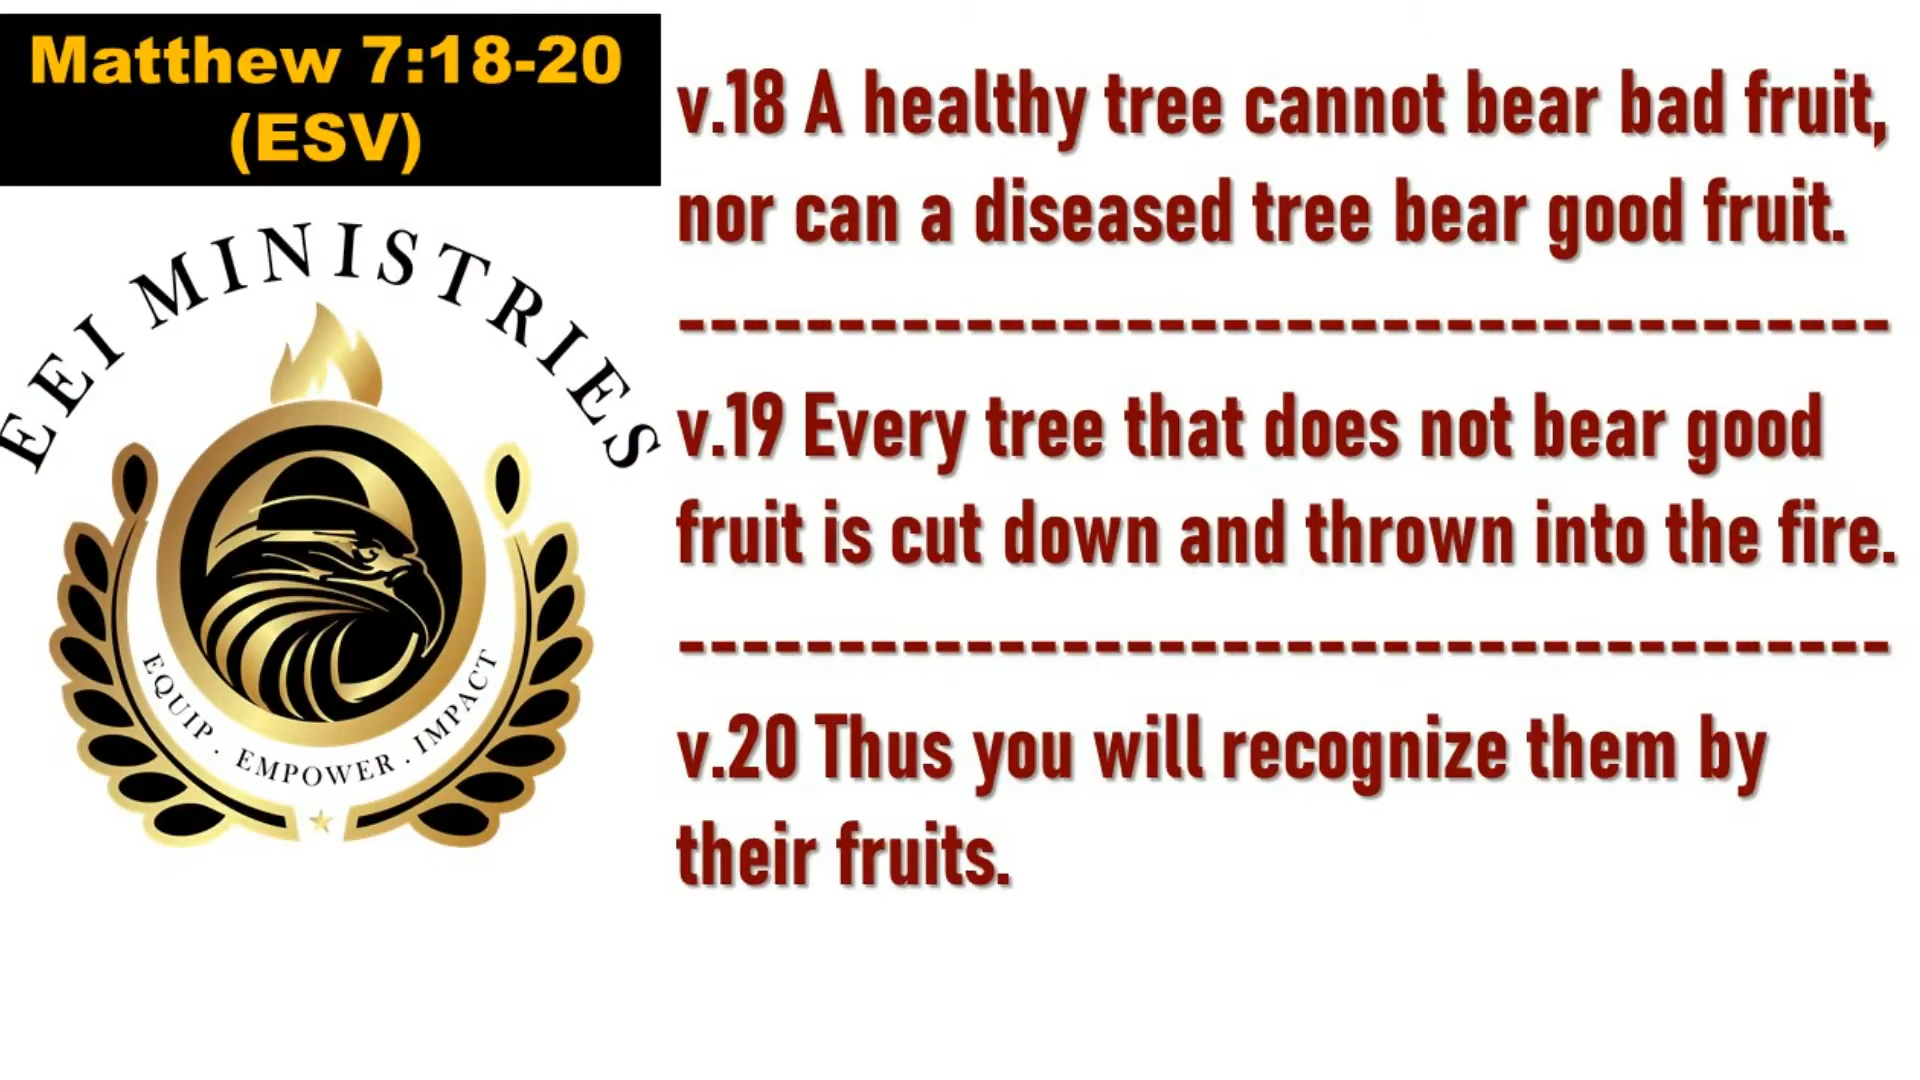 Matthew 7:18-20
(ESV)
EEI MINISTRIES
EQUIP . EMPOWER . IMPACT
v.18 A healthy tree cannot bear bad fruit,
nor can a diseased tree bear good fruit.
--------------------------------------
v.19 Every tree that does not bear good
fruit is cut down and thrown into the fire.
--------------------------------------
v.20 Thus you will recognize them by
their fruits.